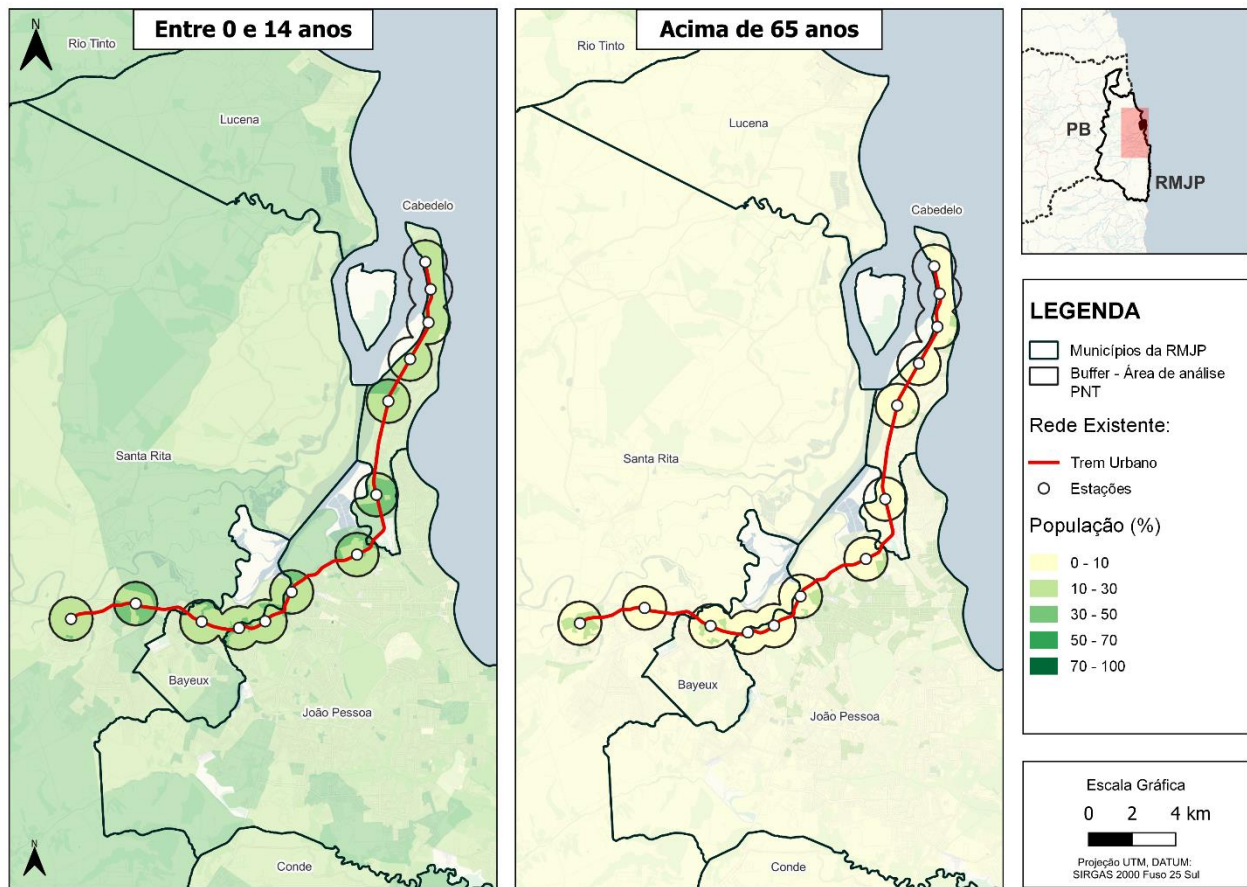 Entre 0 e 14 anos
N
Rio Tinto
Lucena
Cabedelo
Santa Rita
Bayeux
João Pessoa
Conde
N
Acima de 65 anos
Rio Tinto
Lucena
Cabedelo
Santa Rita
Bayeux
João Pessoa
Conde
PB
RMJP
LEGENDA
Municípios da RMJP
Buffer - Área de análise
PNT
Rede Existente:
Trem Urbano
Estações
População (%)
0 - 10
10 - 30
30 - 50
50 - 70
70 - 100
Escala Gráfica
0 2 4 km
Projeção UTM, DATUM:
SIRGAS 2000 Fuso 25 Sul